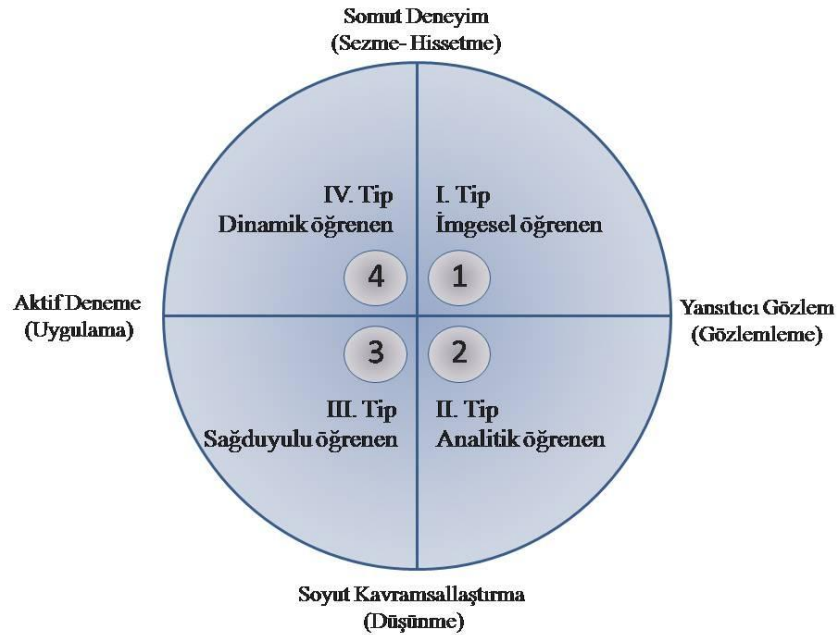 Somut Deneyim
(Sezme- Hissetme)
IV. Tip
Dinamik öğrenen
4
I. Tip
İmgesel öğrenen
1
Aktif Deneme
(Uygulama)
Yansıtıcı Gözlem
(Gözlemleme)
3
III. Tip
Sağduyulu öğrenen
2
II. Tip
Analitik öğrenen
Soyut Kavramsallaştırma
(Düşünme)